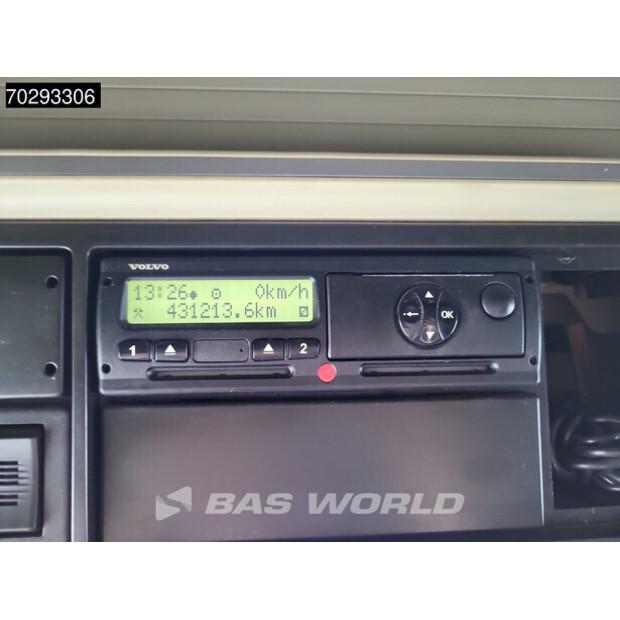 70293306
VOLVO
13:26 0km/h
431213.6km
1 2 OK
BAS WORLD